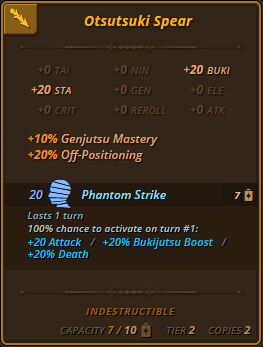 Otsutsuki Spear
+0 TAI +0 NIN +20 BUKI
+20 STA +0 GEN +0 ELE
+0 CRIT +0 REROLL +0 ATK
+10% Genjutsu Mastery
+20% Off-Positioning
20 Phantom Strike 7
Lasts 1 turn
100% chance to activate on turn #1:
+20 Attack / +20% Bukijutsu Boost /
+20% Death
INDESTRUCTIBLE
CAPACITY 7 / 10 TIER 2 COPIES 2